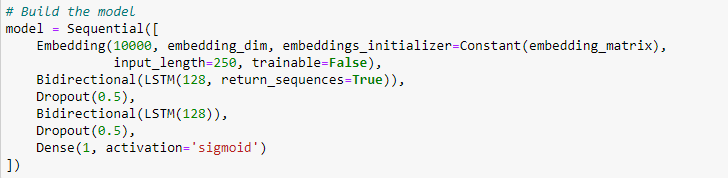 # Build the model
model = Sequential([
    Embedding(10000, embedding_dim, embeddings_initializer=Constant(embedding_matrix),
              input_length=250, trainable=False),
    Bidirectional(LSTM(128, return_sequences=True)),
    Dropout(0.5),
    Bidirectional(LSTM(128)),
    Dropout(0.5),
    Dense(1, activation='sigmoid')
])